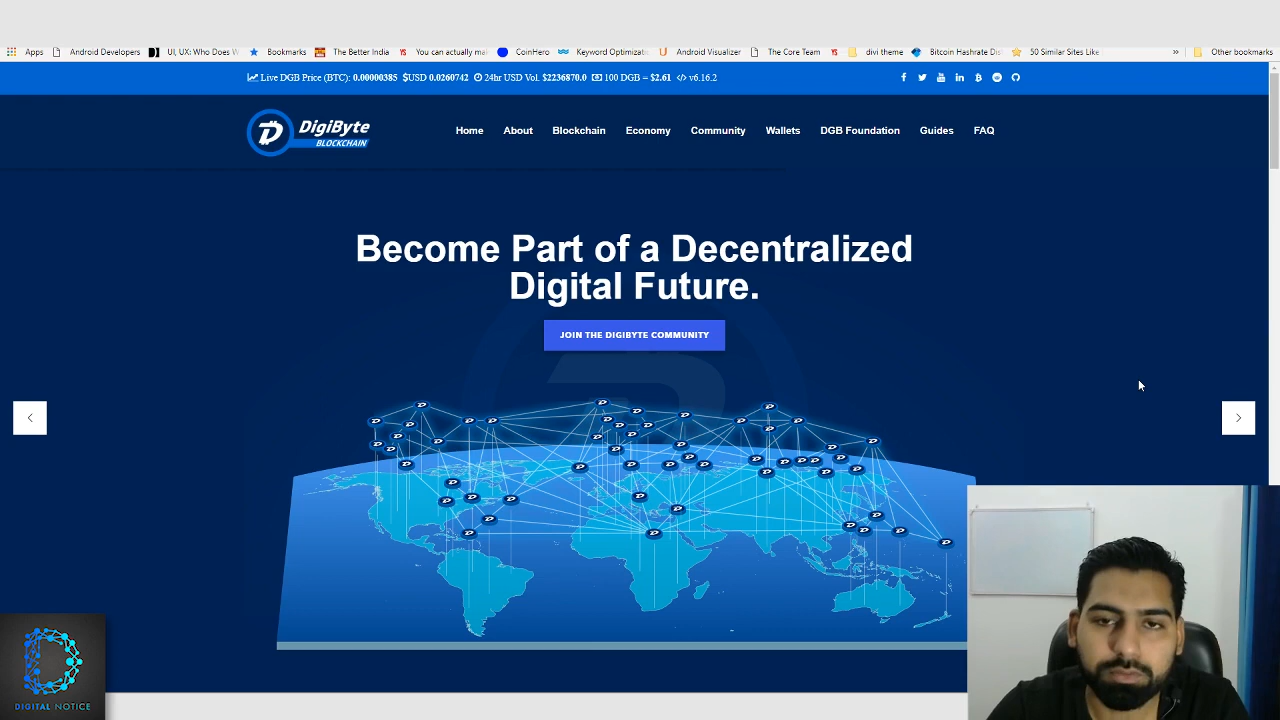 Apps Android Developers UI, UX: Who Does W Bookmarks The Better India You can actually mak CoinHero Keyword Optimizatio Android Visualizer The Core Team divi theme Bitcoin Hashrate Dis 50 Similar Sites Like » Other bookmarks
Live DGB Price (BTC): 0.00000385 $USD 0.0260742 24hr USD Vol. $2236870.0 100 DGB = $2.61 </> v6.16.2
DigiByte
BLOCKCHAIN
Home About Blockchain Economy Community Wallets DGB Foundation Guides FAQ
Become Part of a Decentralized
Digital Future.
JOIN THE DIGIBYTE COMMUNITY
DIGITAL NOTICE